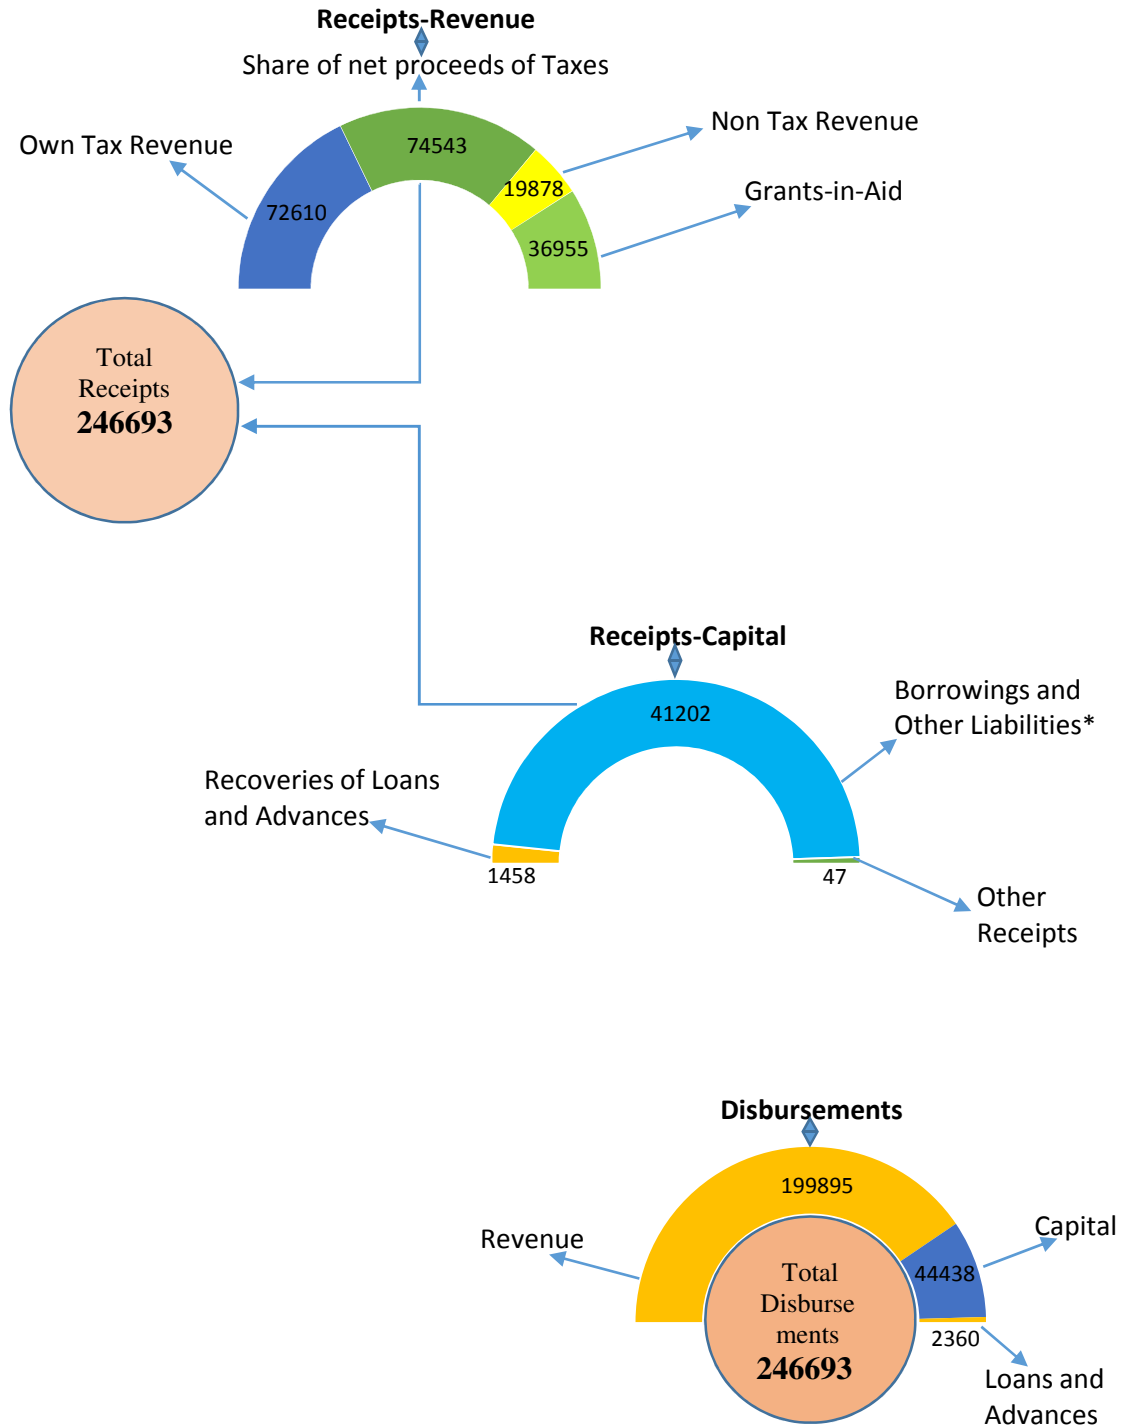 Receipts-Revenue
Share of net proceeds of Taxes
Own Tax Revenue
Non Tax Revenue
Grants-in-Aid
72610
74543
19878
36955
Total
Receipts
246693
Receipts-Capital
41202
Borrowings and
Other Liabilities*
Recoveries of Loans
and Advances
1458
47
Other
Receipts
Disbursements
199895
Revenue
Capital
44438
2360
Total
Disburse
ments
246693
Loans and
Advances